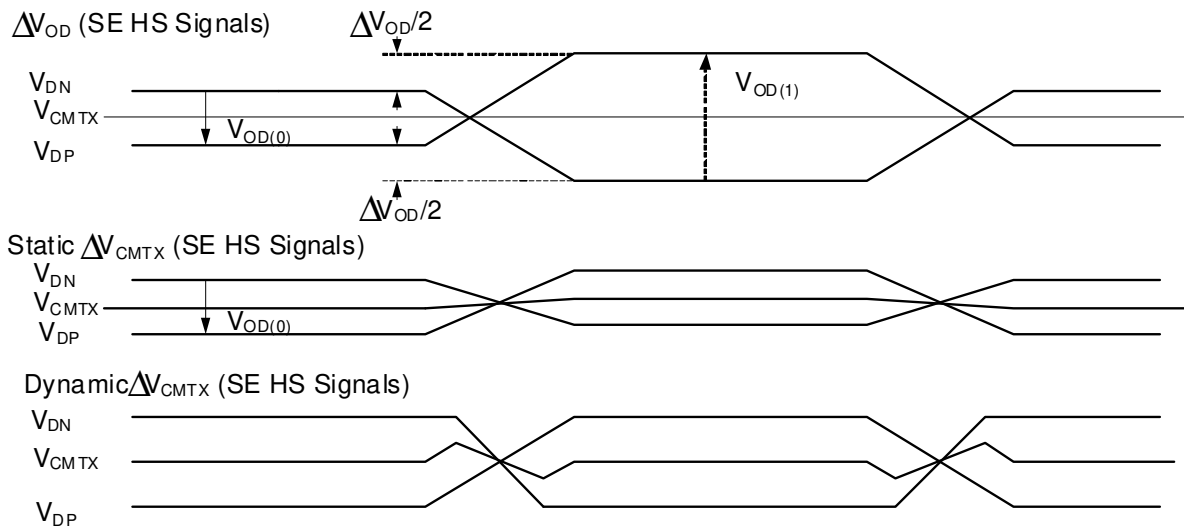 ΔV_OD (SE HS Signals)
ΔV_OD/2
V_DN
V_CMTX
V_OD(0)
V_OD(1)
V_DP
ΔV_OD/2
Static ΔV_CMTX (SE HS Signals)
V_DN
V_CMTX
V_OD(0)
V_DP
Dynamic ΔV_CMTX (SE HS Signals)
V_DN
V_CMTX
V_DP